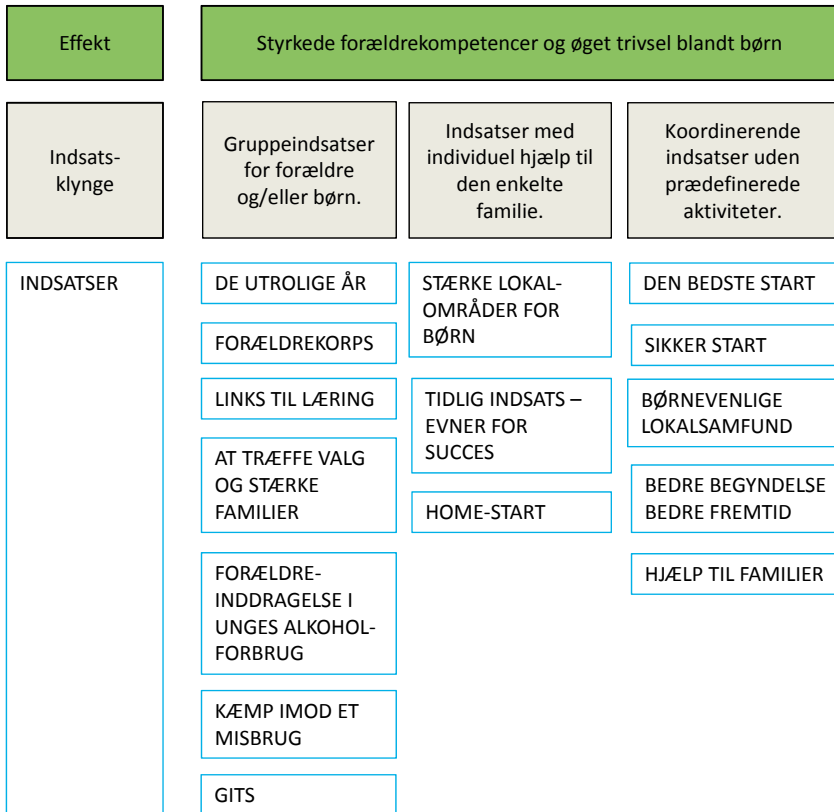 Effekt
Styrkede forældrekompetencer og øget trivsel blandt børn
Indsats-
klynge
Gruppeindsatser
for forældre
og/eller børn.
Indsatser med
individuel hjælp til
den enkelte
familie.
Koordinerende
indsatser uden
prædefinerede
aktiviteter.
INDSATSER
DE UTROLIGE ÅR
FORÆLDREKORPS
LINKS TIL LÆRING
AT TRÆFFE VALG
OG STÆRKE
FAMILIER
FORÆLDRE-
INDDRAGELSE I
UNGES ALKOHOL-
FORBRUG
KÆMP IMOD ET
MISBRUG
GITS
STÆRKE LOKAL-
OMRÅDER FOR
BØRN
TIDLIG INDSATS –
EVNER FOR
SUCCES
HOME-START
DEN BEDSTE START
SIKKER START
BØRNEVENLIGE
LOKALSAMFUND
BEDRE BEGYNDELSE
BEDRE FREMTID
HJÆLP TIL FAMILIER